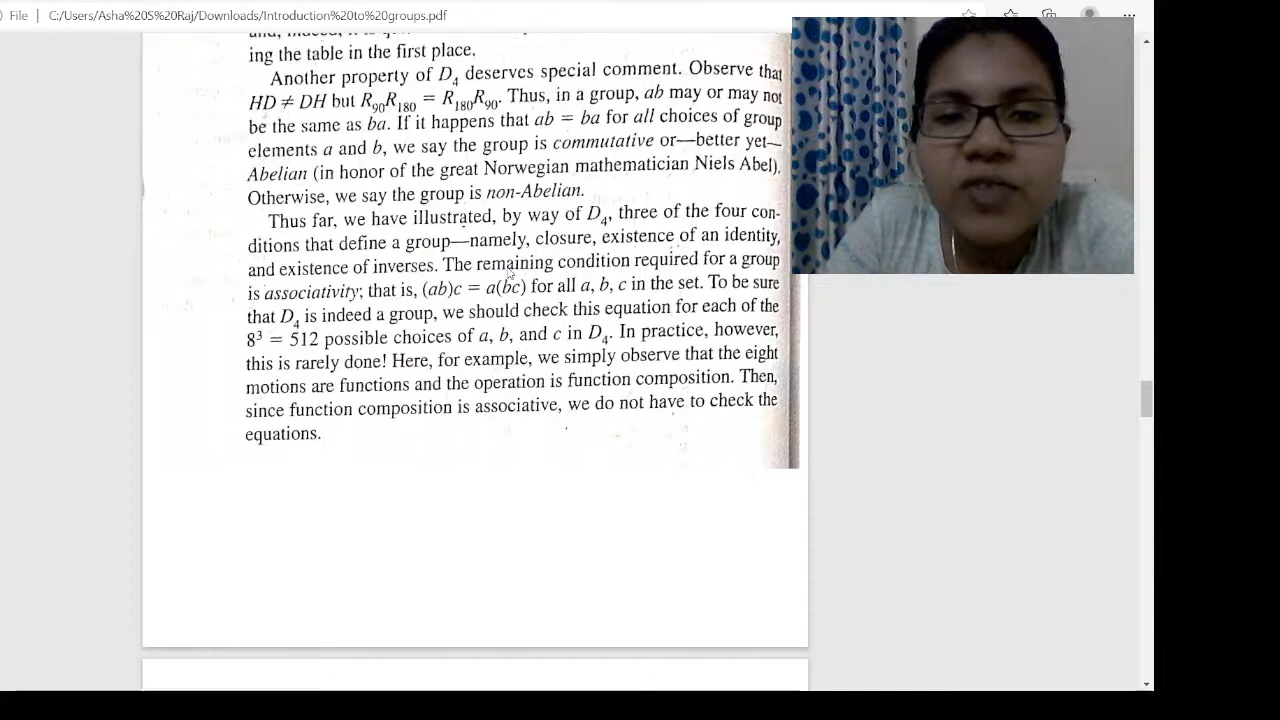 File | C:/Users/Asha%20S%20Raj/Downloads/Introduction%20to%20groups.pdf
ing the table in the first place.
Another property of D₄ deserves special comment. Observe that
HD ≠ DH but R₉₀R₁₈₀ = R₁₈₀R₉₀. Thus, in a group, ab may or may not
be the same as ba. If it happens that ab = ba for all choices of group
elements a and b, we say the group is commutative or—better yet—
Abelian (in honor of the great Norwegian mathematician Niels Abel).
Otherwise, we say the group is non-Abelian.
Thus far, we have illustrated, by way of D₄, three of the four con-
ditions that define a group—namely, closure, existence of an identity,
and existence of inverses. The remaining condition required for a group
is associativity; that is, (ab)c = a(bc) for all a, b, c in the set. To be sure
that D₄ is indeed a group, we should check this equation for each of the
8³ = 512 possible choices of a, b, and c in D₄. In practice, however,
this is rarely done! Here, for example, we simply observe that the eight
motions are functions and the operation is function composition. Then,
since function composition is associative, we do not have to check the
equations.